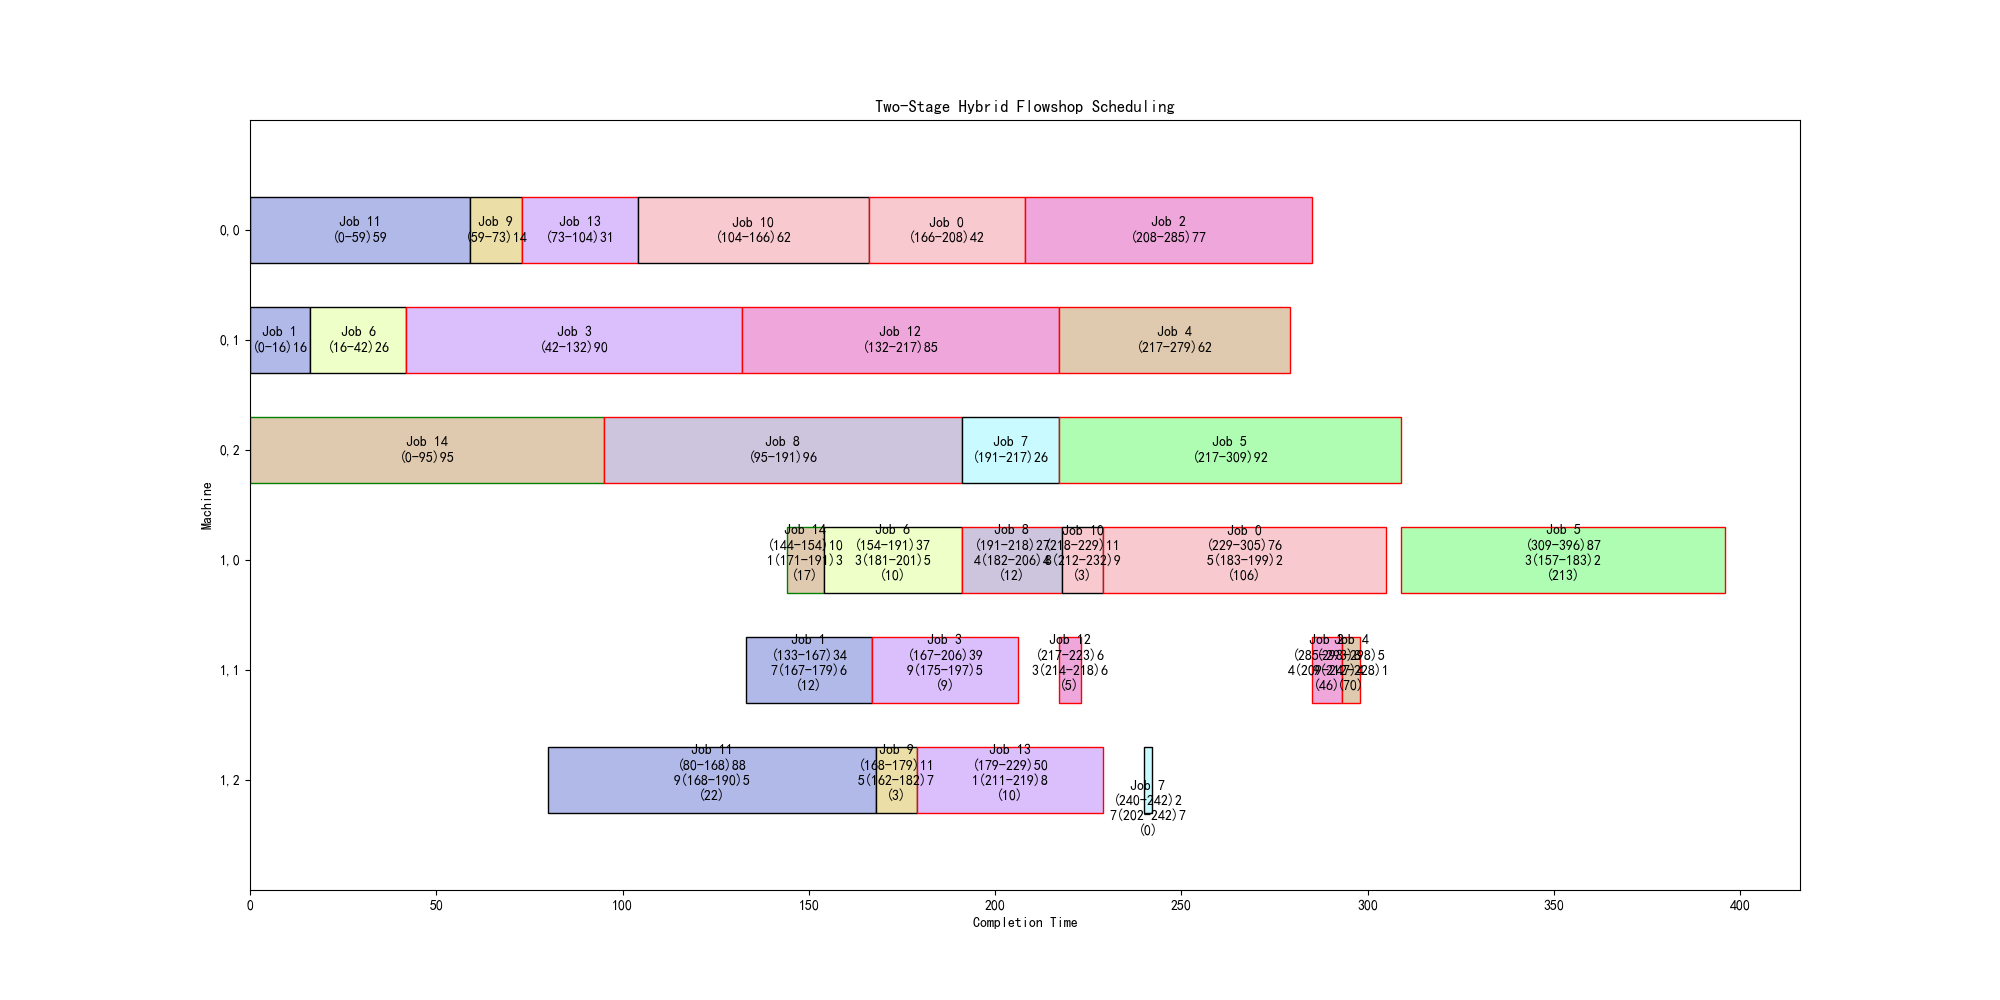 Two-Stage Hybrid Flowshop Scheduling
Machine
0,0
Job 11
(0-59)59
Job 9
(59-73)14
Job 13
(73-104)31
Job 10
(104-166)62
Job 0
(166-208)42
Job 2
(208-285)77
0,1
Job 1
(0-16)16
Job 6
(16-42)26
Job 3
(42-132)90
Job 12
(132-217)85
Job 4
(217-279)62
0,2
Job 14
(0-95)95
Job 8
(95-191)96
Job 7
(191-217)26
Job 5
(217-309)92
1,0
Job 14
(144-154)10
1(171-191)3
(17)
Job 6
(154-191)37
3(181-201)5
(10)
Job 8
(191-218)27
4(182-206)4
(12)
Job 10
(218-229)11
(212-232)9
(3)
Job 0
(229-305)76
5(183-199)2
(106)
Job 5
(309-396)87
3(157-183)2
(213)
1,1
Job 1
(133-167)34
7(167-179)6
(12)
Job 3
(167-206)39
9(175-197)5
(9)
Job 12
(217-223)6
3(214-218)6
(5)
Job 2
(46)
Job 4
(293-298)5
(70)
1,2
Job 11
(80-168)88
9(168-190)5
(22)
Job 9
(168-179)11
5(162-182)7
(3)
Job 13
(179-229)50
1(211-219)8
(10)
Job 7
(240-242)2
7(202-242)7
(0)
0
50
100
150
200
250
300
350
400
Completion Time